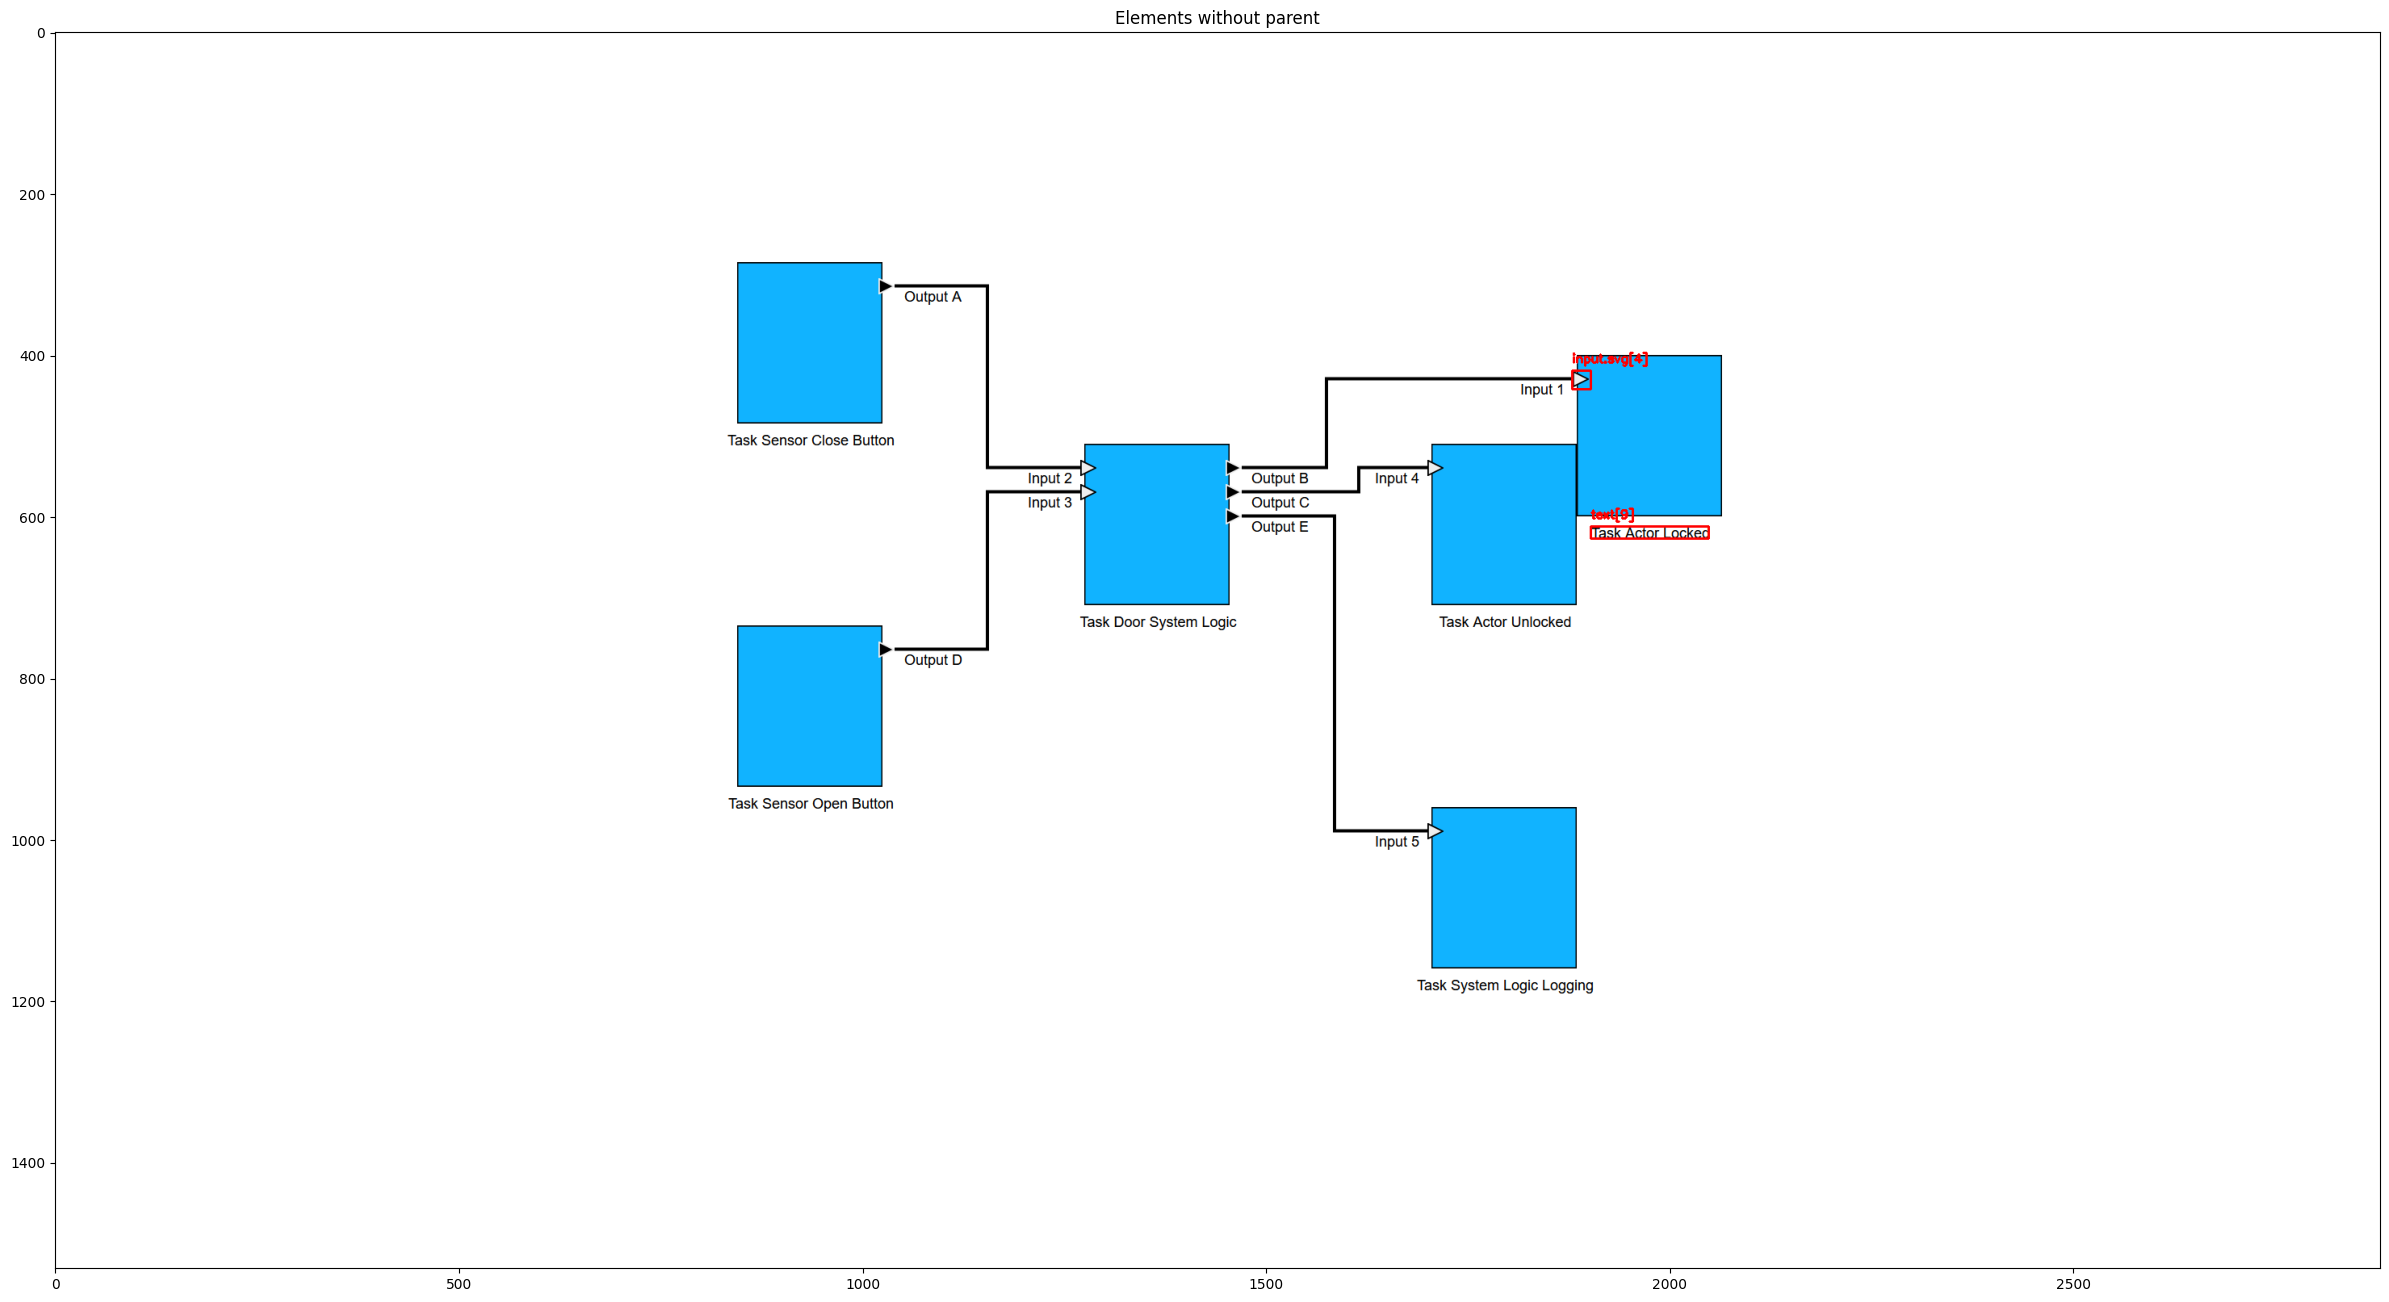 Elements without parent
0
200
Output A
400
input.svg[4]
Input 1
Task Sensor Close Button
Input 2
Output B
Input 4
Input 3
Output C
600
text[9]
Output E
Task Actor Locked
Task Door System Logic
Task Actor Unlocked
Output D
800
Task Sensor Open Button
1000
Input 5
Task System Logic Logging
1200
1400
0
500
1000
1500
2000
2500